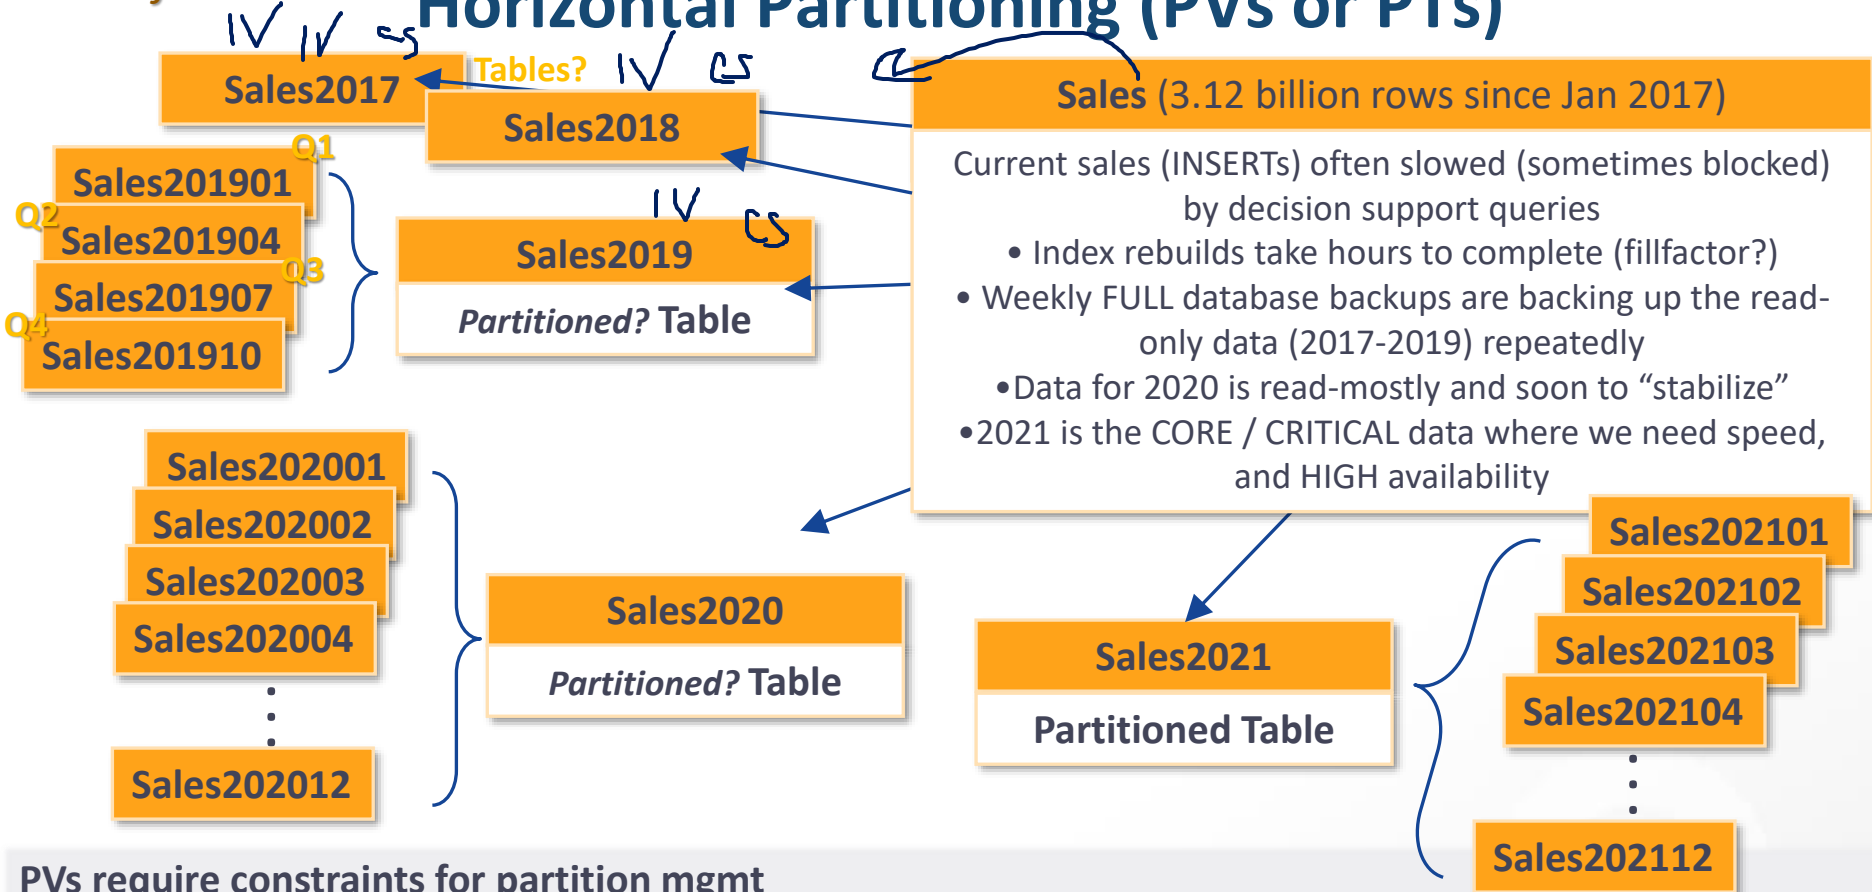 Horizontal Partitioning (PVs or PTs)
IV IV CS
Sales2017
Tables?
IV CS
Sales2018
Q1
Sales201901
Q2
Sales201904
Q3
Sales201907
Q4
Sales201910
IV CS
Sales2019
Partitioned? Table
Sales (3.12 billion rows since Jan 2017)
Current sales (INSERTs) often slowed (sometimes blocked)
by decision support queries
• Index rebuilds take hours to complete (fillfactor?)
• Weekly FULL database backups are backing up the read-
only data (2017-2019) repeatedly
•Data for 2020 is read-mostly and soon to “stabilize”
•2021 is the CORE / CRITICAL data where we need speed,
and HIGH availability
Sales202001
Sales202002
Sales202003
Sales202004
Sales202012
Sales2020
Partitioned? Table
Sales2021
Partitioned Table
Sales202101
Sales202102
Sales202103
Sales202104
Sales202112
PVs require constraints for partition mgmt